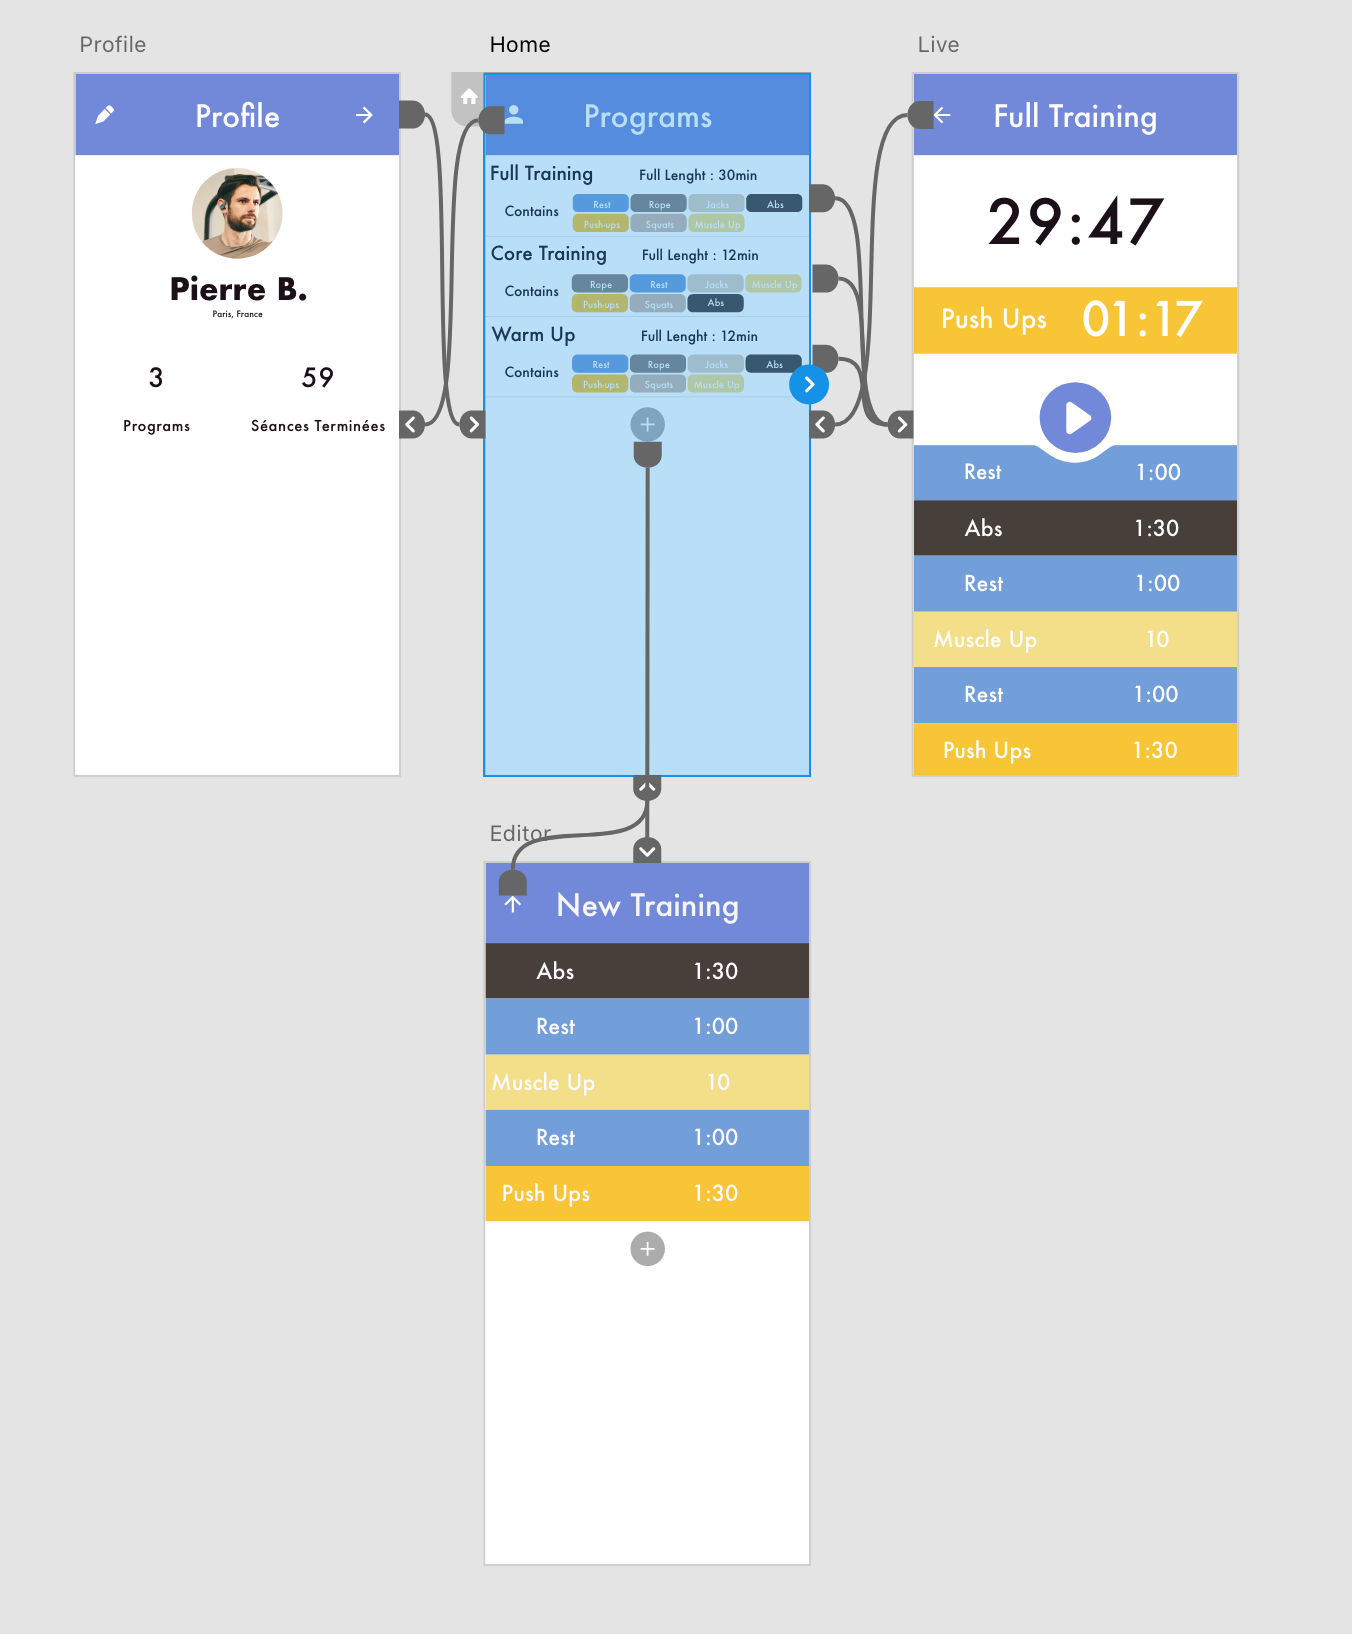 Profile
Home
Live
Profile
Pierre B.
Paris, France
3
59
Programs
Séances Terminées
Programs
Full Training
Full Lenght : 30min
Contains
Rest
Rope
Jacks
Abs
Push-ups
Squats
Muscle Up
Core Training
Full Lenght : 12min
Contains
Rope
Rest
Jacks
Muscle Up
Push-ups
Squats
Abs
Warm Up
Full Lenght : 12min
Contains
Rest
Rope
Jacks
Abs
Push-ups
Squats
Muscle Up
Full Training
29:47
Push Ups 01:17
Rest 1:00
Abs 1:30
Rest 1:00
Muscle Up 10
Rest 1:00
Push Ups 1:30
Editor
New Training
Abs 1:30
Rest 1:00
Muscle Up 10
Rest 1:00
Push Ups 1:30